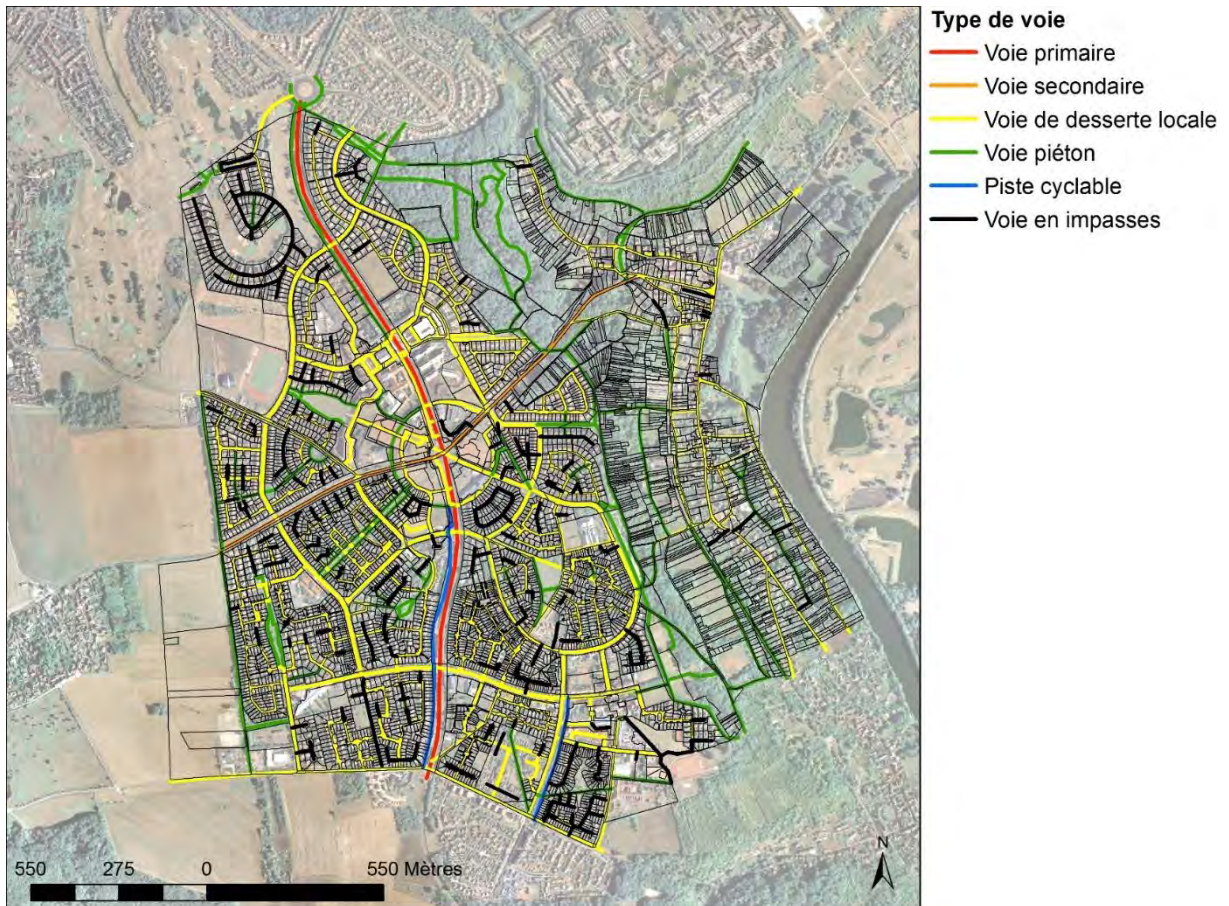 Type de voie
Voie primaire
Voie secondaire
Voie de desserte locale
Voie piéton
Piste cyclable
Voie en impasses
N
550 275 0 550 Mètres